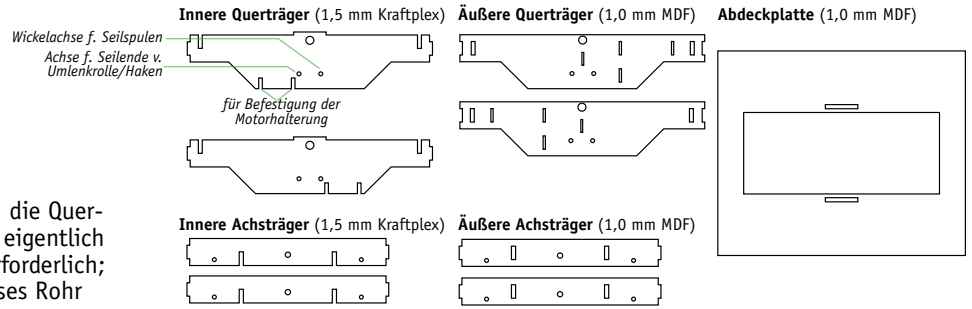 Innere Querträger (1,5 mm Kraftplex)
Äußere Querträger (1,0 mm MDF)
Abdeckplatte (1,0 mm MDF)
Wickelachse f. Seilspulen
Achse f. Seilende v.
Umlenkrolle/Haken
für Befestigung der
Motorhalterung
die Quer-
eigentlich
rforderlich;
ses Rohr
Innere Achsträger (1,5 mm Kraftplex)
Äußere Achsträger (1,0 mm MDF)